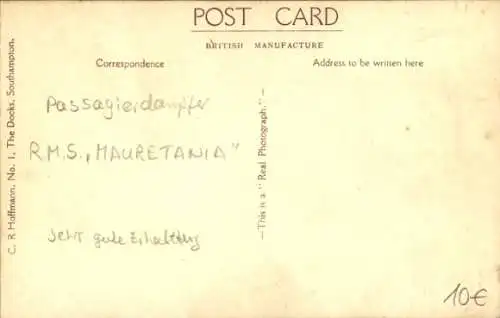 POST CARD
BRITISH MANUFACTURE
Correspondence
Address to be written here
C. R. Hoffmann, No. 1, The Docks, Southampton.
Passagierdampfer
R.M.S. „MAURETANIA"
Sehr gute Erhaltung
—This is a "Real Photograph."—
10€